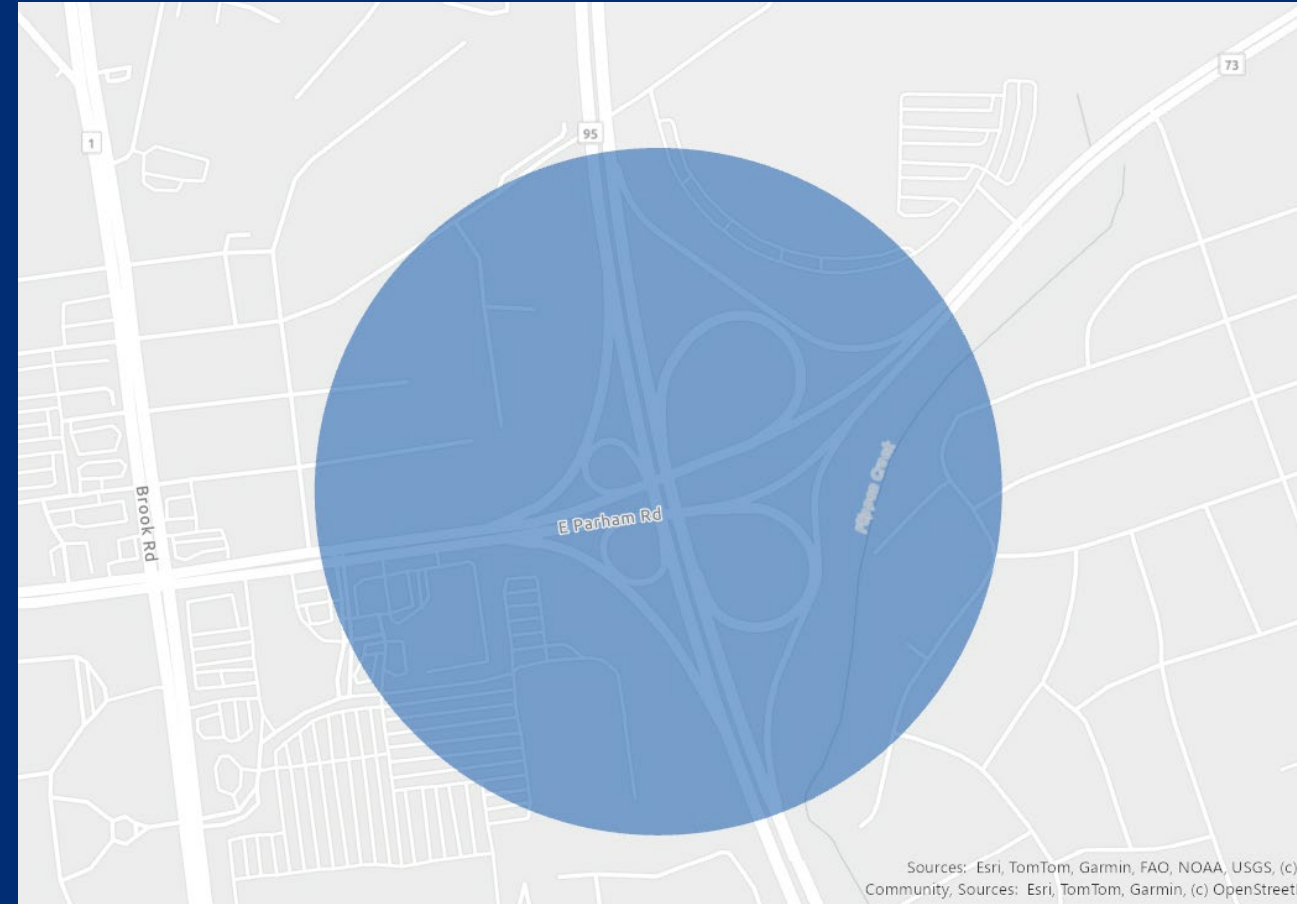 73
95
1
Brook Rd
E Parham Rd
Creek
Sources: Esri, TomTom, Garmin, FAO, NOAA, USGS, (c)
Community, Sources: Esri, TomTom, Garmin, (c)